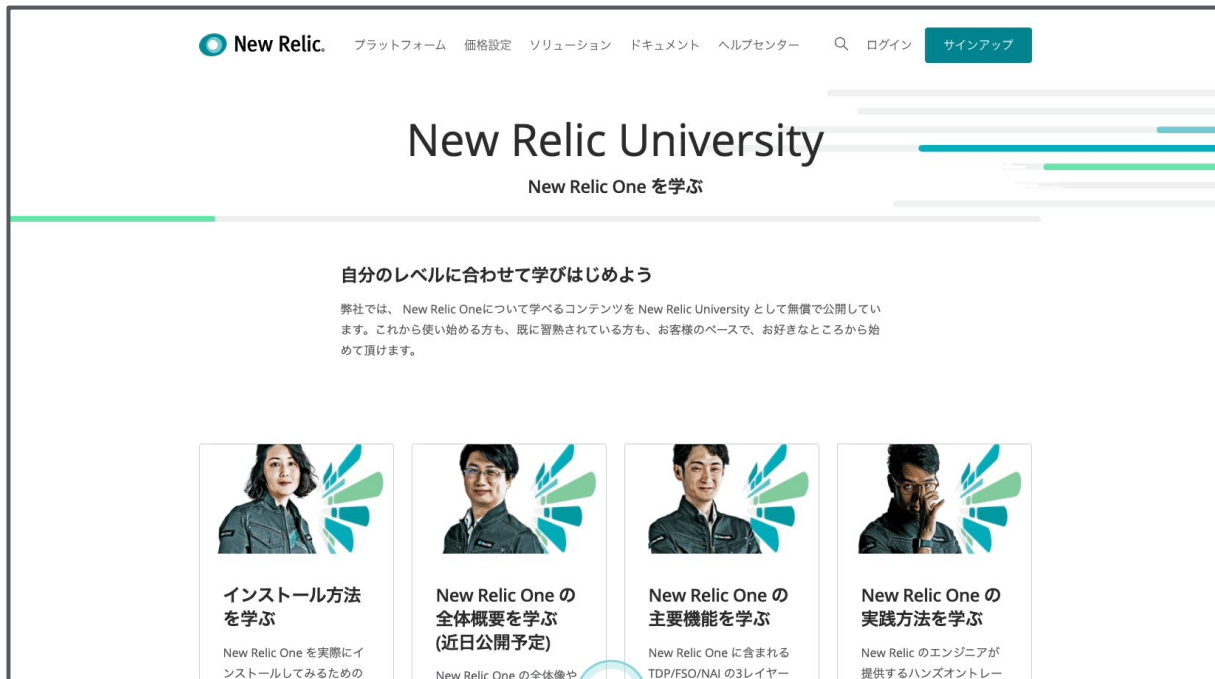 New Relic.
プラットフォーム 価格設定 ソリューション ドキュメント ヘルプセンター ログイン サインアップ
New Relic University
New Relic One を学ぶ
自分のレベルに合わせて学びはじめよう
弊社では、 New Relic Oneについて学べるコンテンツを New Relic University として無償で公開してい
ます。これから使い始める方も、既に習熟されている方も、お客様のペースで、お好きなところから始
めて頂けます。
インストール方法
を学ぶ
New Relic One を実際にイ
ンストールしてみるための
New Relic One の
全体概要を学ぶ
(近日公開予定)
New Relic One の全体像や
New Relic One の
主要機能を学ぶ
New Relic One に含まれる
TDP/FSO/NAI の3レイヤー
New Relic One の
実践方法を学ぶ
New Relic のエンジニアが
提供するハンズオントレー